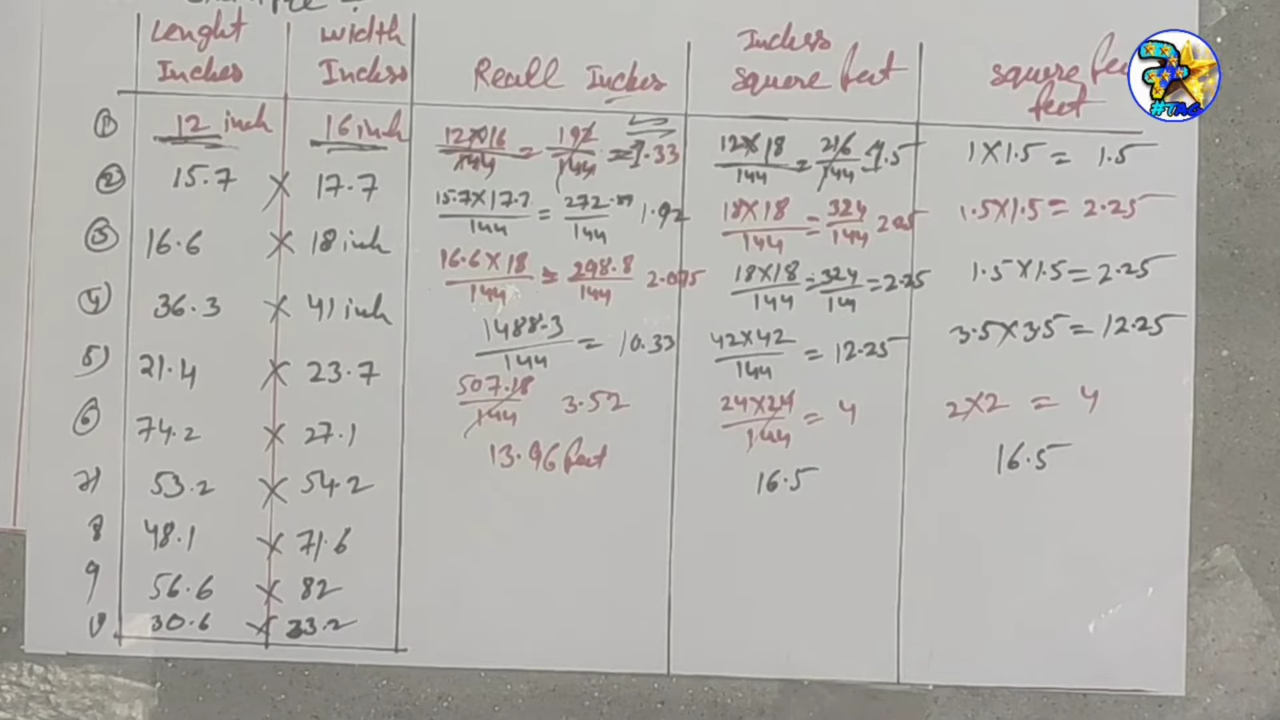 Lenght Inches
width Inchss
Reall Inches
Inchss squere feet
squere fee feet
① 12 inch 16 inch 12×16/144 = 192/144 = 1.33 12×18/144 = 216/144 = 1.5 1×1.5 = 1.5
② 15.7 × 17.7 15.7×17.7/144 = 272.89/144 1.92 18×18/144 = 324/144 2.25 1.5×1.5 = 2.25
③ 16.6 × 18 inch 16.6×18/144 = 298.8/144 2.075 18×18/144 = 324/144 = 2.25 1.5×1.5 = 2.25
④ 36.3 × 41 inch 1488.3/144 = 10.33 42×42/144 = 12.25 3.5×3.5 = 12.25
5) 21.4 × 23.7 507.18/144 3.52 24×24/144 = 4 2×2 = 4
⑥ 74.2 × 27.1 13.96 feet 16.5 16.5
53.2 × 54.2
8 48.1 × 71.6
9 56.6 × 82
30.6 × 33.2
7
#TAG